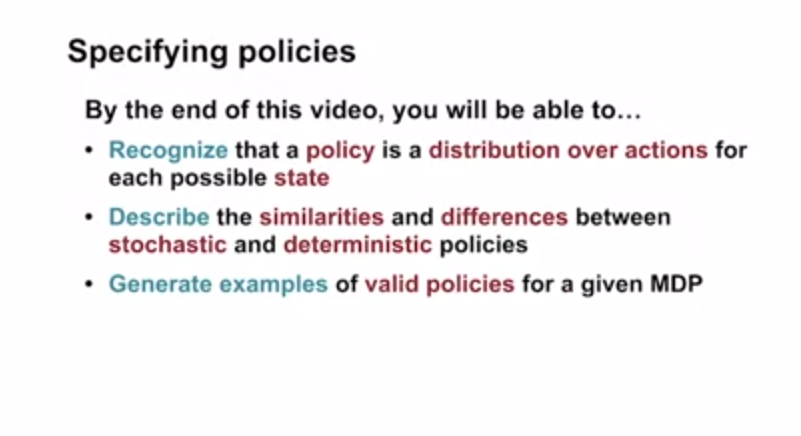 Specifying policies
By the end of this video, you will be able to...
• Recognize that a policy is a distribution over actions for
each possible state
• Describe the similarities and differences between
stochastic and deterministic policies
• Generate examples of valid policies for a given MDP